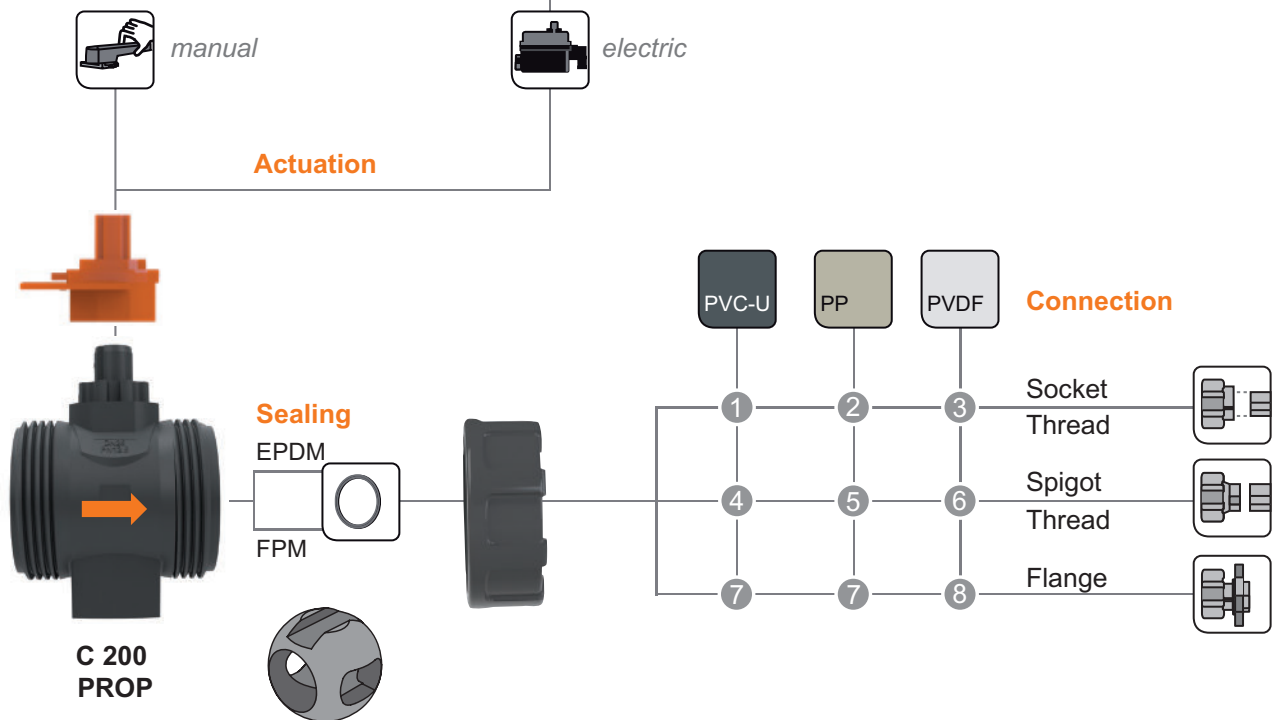 manual
electric
Actuation
PVC-U
PP
PVDF
Connection
Socket
1
2
3
Thread
Sealing
EPDM
Spigot
4
5
6
Thread
FPM
Flange
7
7
8
C 200
PROP